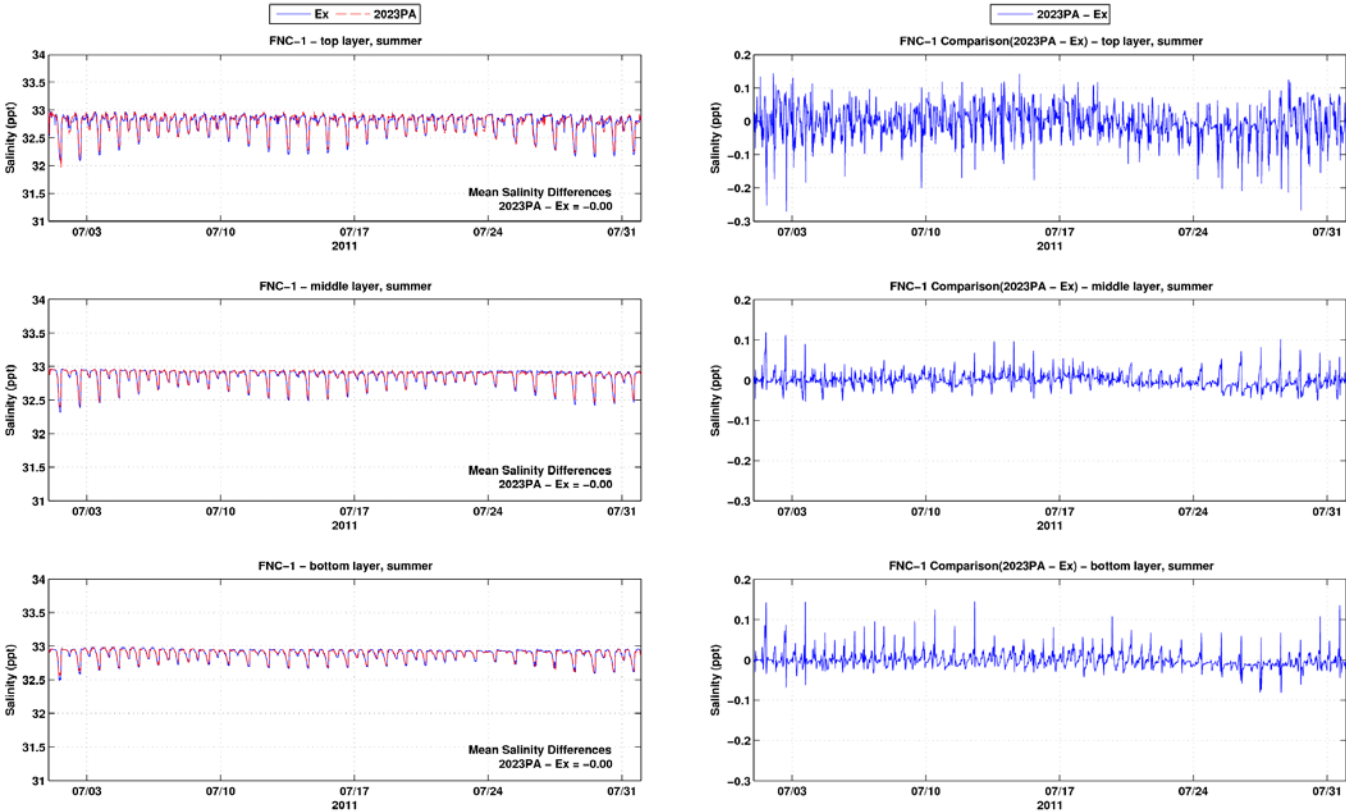 Ex 2023PA
FNC-1 – top layer, summer
34
33.5
33
32.5
32
31.5
31
Salinity (ppt)
Mean Salinity Differences
2023PA – Ex = –0.00
07/03 07/10 07/17 07/24 07/31
2011
2023PA – Ex
FNC-1 Comparison(2023PA – Ex) – top layer, summer
0.2
0.1
0
–0.1
–0.2
–0.3
Salinity (ppt)
07/03 07/10 07/17 07/24 07/31
2011
FNC-1 – middle layer, summer
34
33.5
33
32.5
32
31.5
31
Salinity (ppt)
Mean Salinity Differences
2023PA – Ex = –0.00
07/03 07/10 07/17 07/24 07/31
2011
FNC-1 Comparison(2023PA – Ex) – middle layer, summer
0.2
0.1
0
–0.1
–0.2
–0.3
Salinity (ppt)
07/03 07/10 07/17 07/24 07/31
2011
FNC-1 – bottom layer, summer
34
33.5
33
32.5
32
31.5
31
Salinity (ppt)
Mean Salinity Differences
2023PA – Ex = –0.00
07/03 07/10 07/17 07/24 07/31
2011
FNC-1 Comparison(2023PA – Ex) – bottom layer, summer
0.2
0.1
0
–0.1
–0.2
–0.3
Salinity (ppt)
07/03 07/10 07/17 07/24 07/31
2011